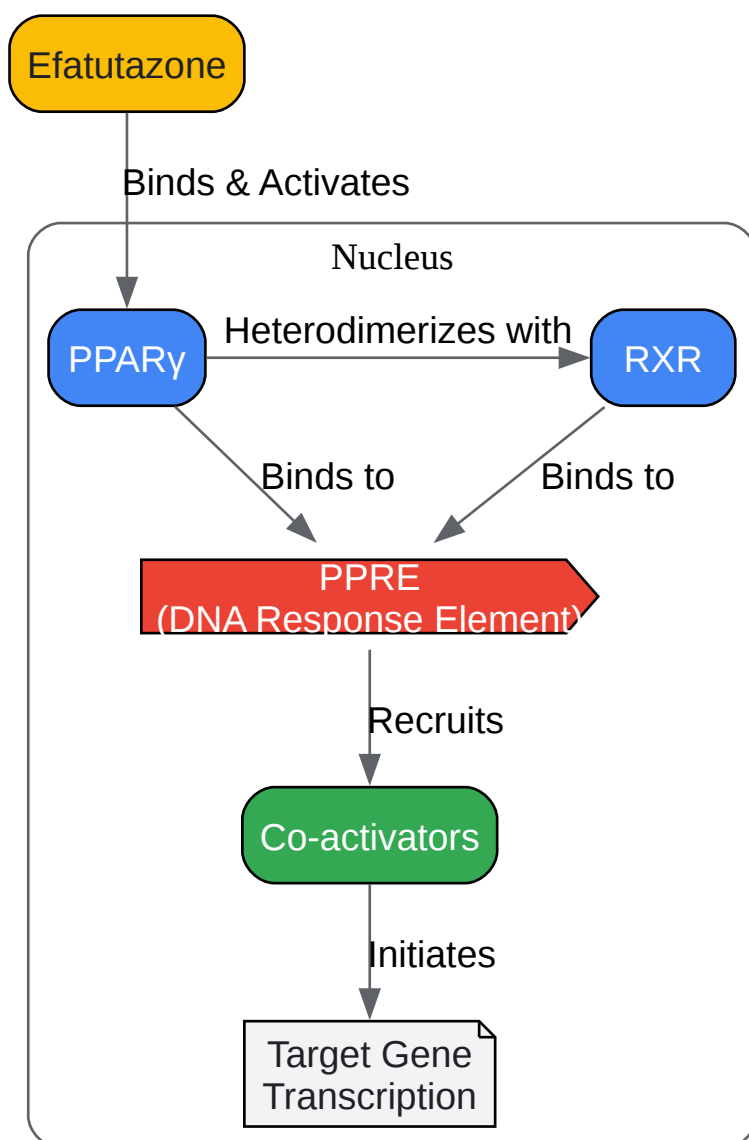 Efatutazone
Binds & Activates
Nucleus
Heterodimerizes with
PPARγ
RXR
Binds to
Binds to
PPRE
(DNA Response Element)
Recruits
Co-activators
Initiates
Target Gene
Transcription